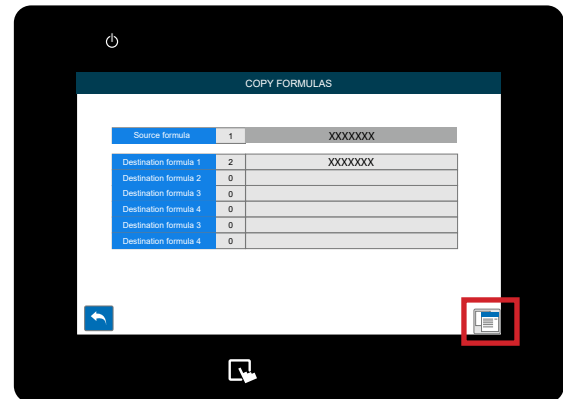 COPY FORMULAS
Source formula 1 XXXXXXX
Destination formula 1 2 XXXXXXX
Destination formula 2 0
Destination formula 3 0
Destination formula 4 0
Destination formula 3 0
Destination formula 4 0